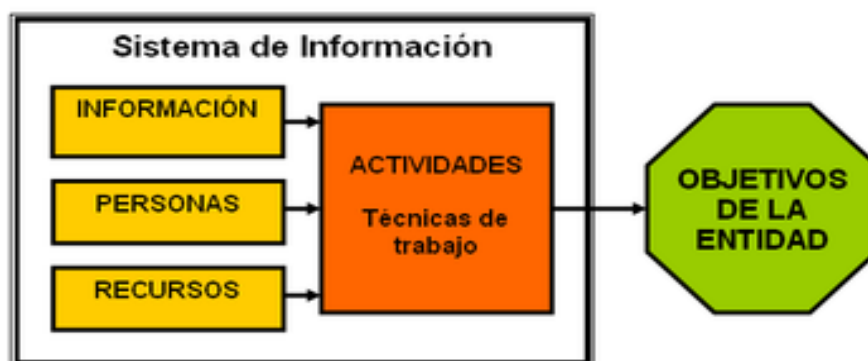 Sistema de Información
INFORMACIÓN
PERSONAS
RECURSOS
ACTIVIDADES
Técnicas de
trabajo
OBJETIVOS
DE LA
ENTIDAD